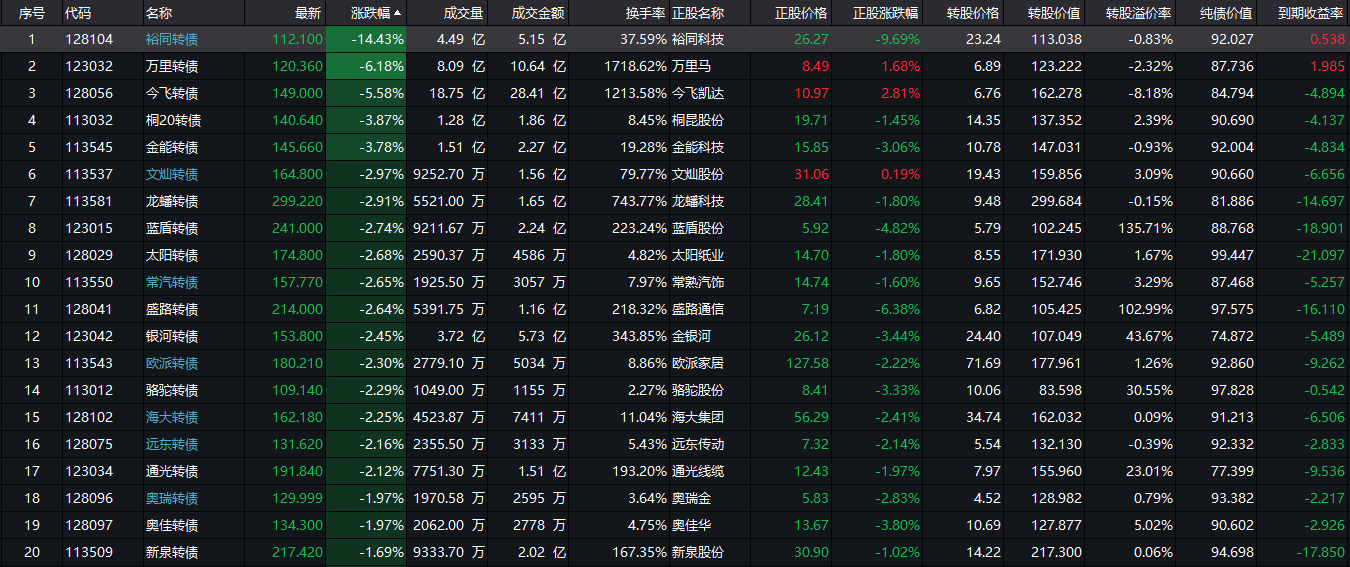 序号 代码 名称 最新 涨跌幅▲ 成交量 成交金额 换手率 正股名称 正股价格 正股涨跌幅 转股价格 转股价值 转股溢价率 纯债价值 到期收益率
1 128104 裕同转债 112.100 -14.43% 4.49 亿 5.15 亿 37.59% 裕同科技 26.27 -9.69% 23.24 113.038 -0.83% 92.027 0.538
2 123032 万里转债 120.360 -6.18% 8.09 亿 10.64 亿 1718.62% 万里马 8.49 1.68% 6.89 123.222 -2.32% 87.736 1.985
3 128056 今飞转债 149.000 -5.58% 18.75 亿 28.41 亿 1213.58% 今飞凯达 10.97 2.81% 6.76 162.278 -8.18% 84.794 -4.894
4 113032 桐20转债 140.640 -3.87% 1.28 亿 1.86 亿 8.45% 桐昆股份 19.71 -1.45% 14.35 137.352 2.39% 90.690 -4.137
5 113545 金能转债 145.660 -3.78% 1.51 亿 2.27 亿 19.28% 金能科技 15.85 -3.06% 10.78 147.031 -0.93% 92.004 -4.834
6 113537 文灿转债 164.800 -2.97% 9252.70 万 1.56 亿 79.77% 文灿股份 31.06 0.19% 19.43 159.856 3.09% 90.660 -6.656
7 113581 龙蟠转债 299.220 -2.91% 5521.00 万 1.65 亿 743.77% 龙蟠科技 28.41 -1.80% 9.48 299.684 -0.15% 81.886 -14.697
8 123015 蓝盾转债 241.000 -2.74% 9211.67 万 2.24 亿 223.24% 蓝盾股份 5.92 -4.82% 5.79 102.245 135.71% 88.768 -18.901
9 128029 太阳转债 174.800 -2.68% 2590.37 万 4586 万 4.82% 太阳纸业 14.70 -1.80% 8.55 171.930 1.67% 99.447 -21.097
10 113550 常汽转债 157.770 -2.65% 1925.50 万 3057 万 7.97% 常熟汽饰 14.74 -1.60% 9.65 152.746 3.29% 87.468 -5.257
11 128041 盛路转债 214.000 -2.64% 5391.75 万 1.16 亿 218.32% 盛路通信 7.19 -6.38% 6.82 105.425 102.99% 97.575 -16.110
12 123042 银河转债 153.800 -2.45% 3.72 亿 5.73 亿 343.85% 金银河 26.12 -3.44% 24.40 107.049 43.67% 74.872 -5.489
13 113543 欧派转债 180.210 -2.30% 2779.10 万 5034 万 8.86% 欧派家居 127.58 -2.22% 71.69 177.961 1.26% 92.860 -9.262
14 113012 骆驼转债 109.140 -2.29% 1049.00 万 1155 万 2.27% 骆驼股份 8.41 -3.33% 10.06 83.598 30.55% 97.828 -0.542
15 128102 海大转债 162.180 -2.25% 4523.87 万 7411 万 11.04% 海大集团 56.29 -2.41% 34.74 162.032 0.09% 91.213 -6.506
16 128075 远东转债 131.620 -2.16% 2355.50 万 3133 万 5.43% 远东传动 7.32 -2.14% 5.54 132.130 -0.39% 92.332 -2.833
17 123034 通光转债 191.840 -2.12% 7751.30 万 1.51 亿 193.20% 通光线缆 12.43 -1.97% 7.97 155.960 23.01% 77.399 -9.536
18 128096 奥瑞转债 129.999 -1.97% 1970.58 万 2595 万 3.64% 奥瑞金 5.83 -2.83% 4.52 128.982 0.79% 93.382 -2.217
19 128097 奥佳转债 134.300 -1.97% 2062.00 万 2778 万 4.75% 奥佳华 13.67 -3.80% 10.69 127.877 5.02% 90.602 -2.926
20 113509 新泉转债 217.420 -1.69% 9333.70 万 2.02 亿 167.35% 新泉股份 30.90 -1.02% 14.22 217.300 0.06% 94.698 -17.850